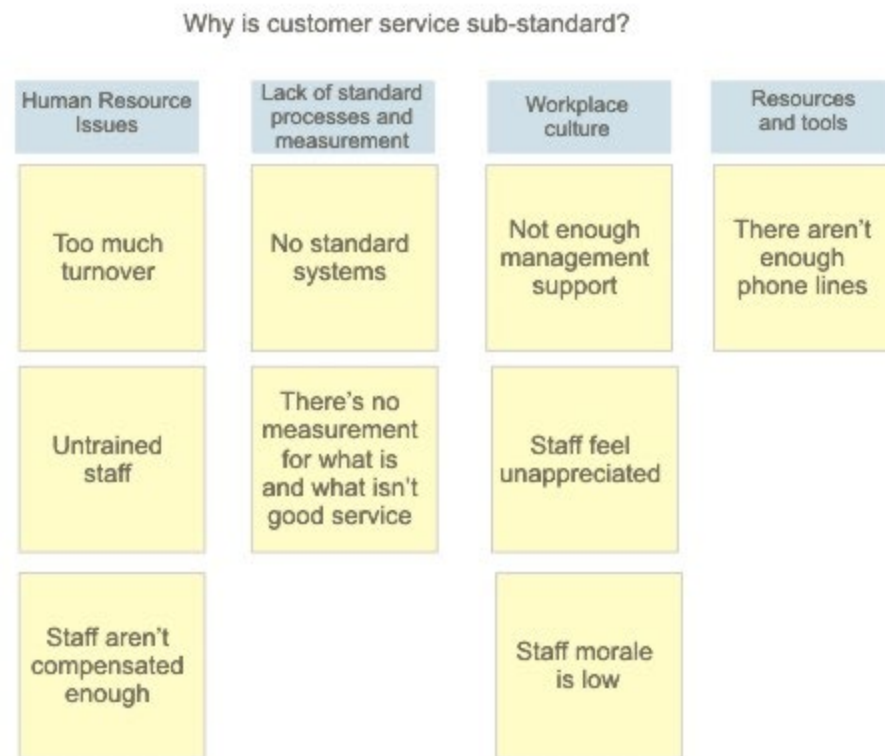 Why is customer service sub-standard?
Human Resource
Issues
Lack of standard
processes and
measurement
Workplace
culture
Resources
and tools
Too much
turnover
No standard
systems
Not enough
management
support
There aren't
enough
phone lines
Untrained
staff
There's no
measurement
for what is
and what isn't
good service
Staff feel
unappreciated
Staff aren't
compensated
enough
Staff morale
is low